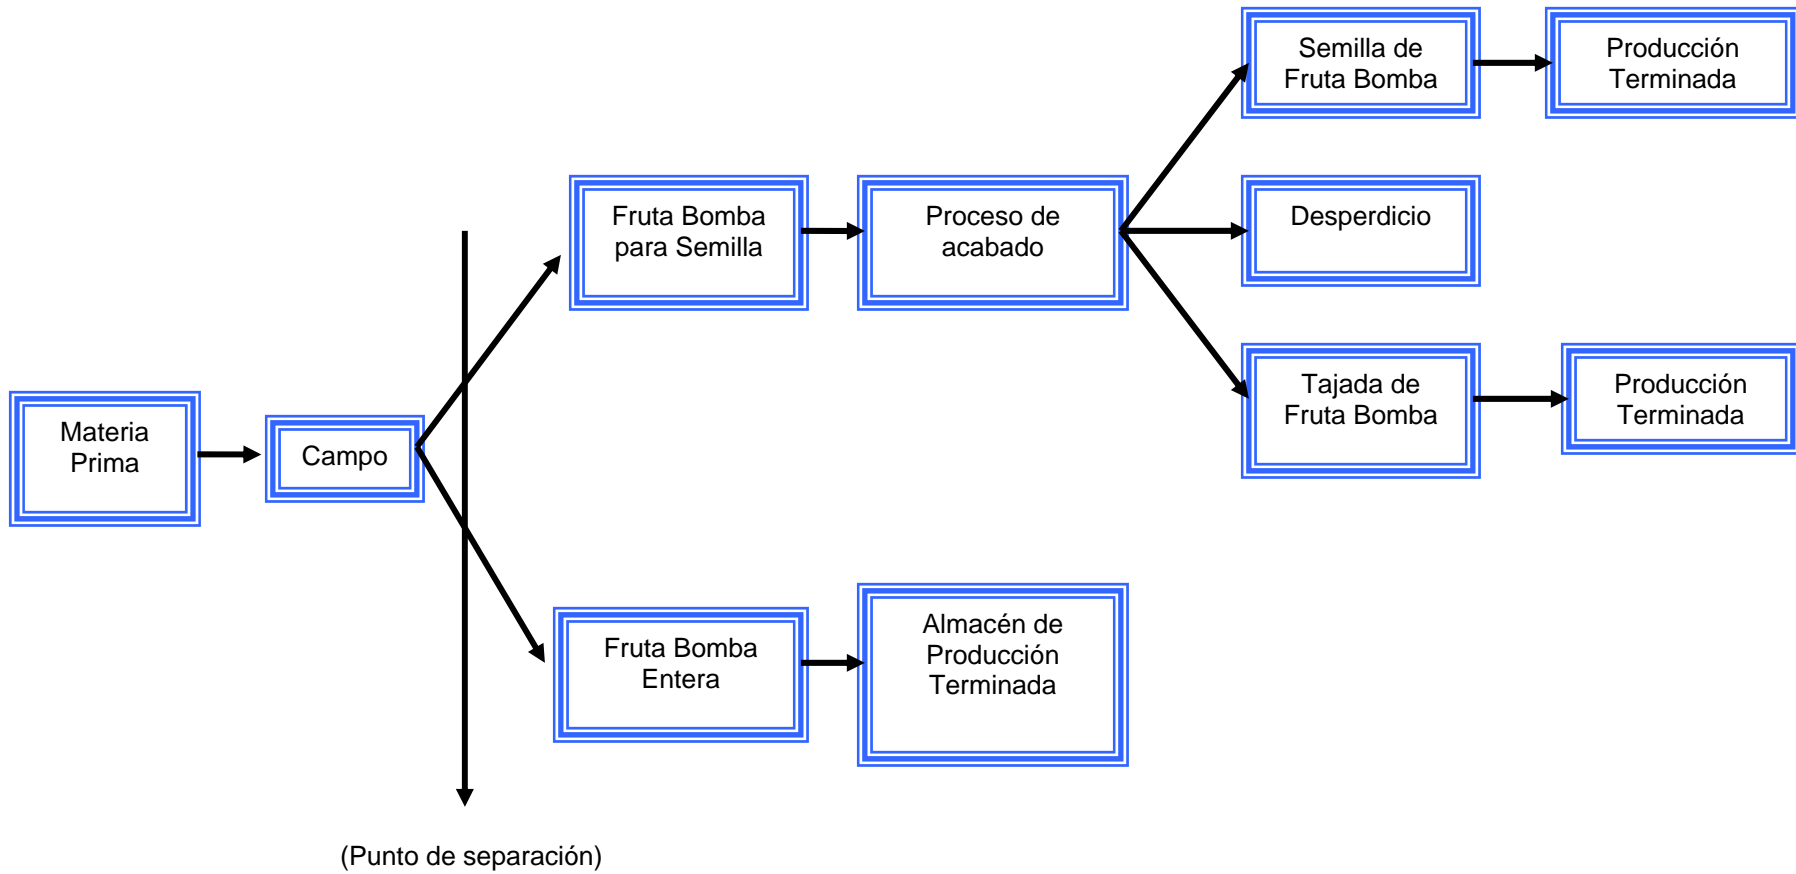 Semilla de
Fruta Bomba
Producción
Terminada
Fruta Bomba
para Semilla
Proceso de
acabado
Desperdicio
Tajada de
Fruta Bomba
Producción
Terminada
Materia
Prima
Campo
Fruta Bomba
Entera
Almacén de
Producción
Terminada
(Punto de separación)